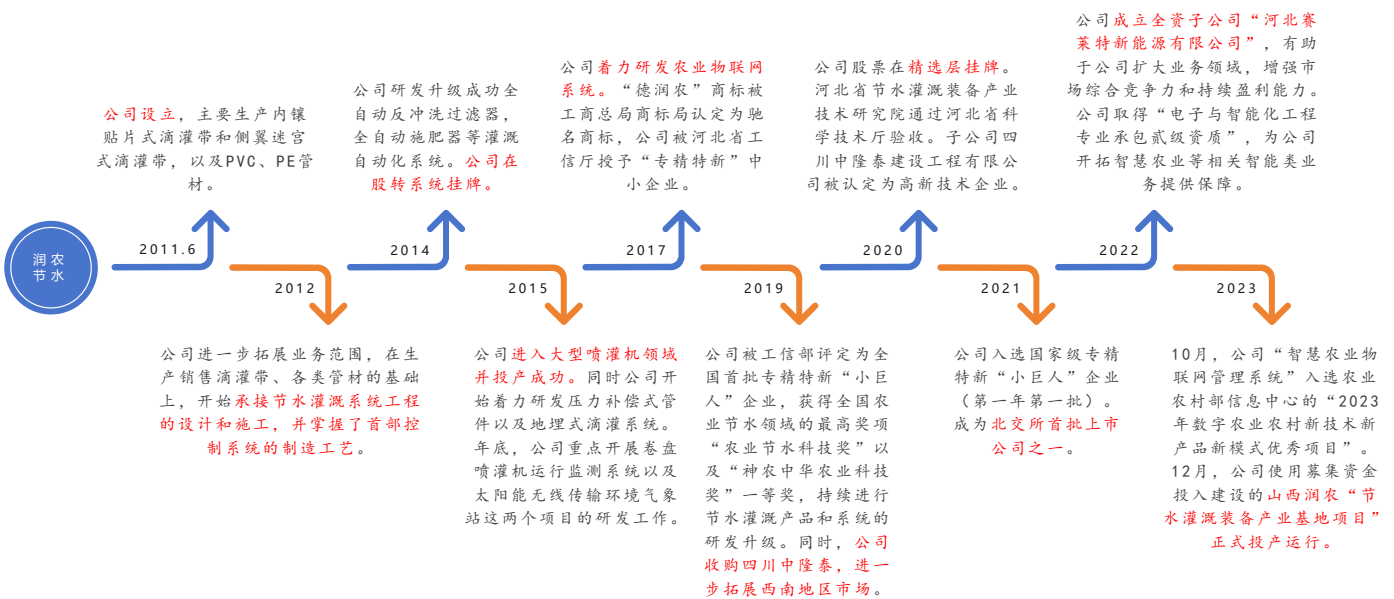 润农
节水
2011.6
公司设立，主要生产内镶
贴片式滴灌带和侧翼迷宫
式滴灌带，以及PVC、PE管
材。
2012
公司进一步拓展业务范围，在生
产销售滴灌带、各类管材的基础
上，开始承接节水灌溉系统工程
的设计和施工，并掌握了首部控
制系统的制造工艺。
2014
公司研发升级成功全
自动反冲洗过滤器，
全自动施肥器等灌溉
自动化系统。公司在
股转系统挂牌。
2015
公司进入大型喷灌机领域
并投产成功。同时公司开
始着力研发压力补偿式管
件以及地埋式滴灌系统。
年底，公司重点开展卷盘
喷灌机运行监测系统以及
太阳能无线传输环境气象
站这两个项目的研发工作。
2017
公司着力研发农业物联网
系统。“德润农”商标被
工商总局商标局认定为驰
名商标，公司被河北省工
信厅授予“专精特新”中
小企业。
2019
公司被工信部评定为全
国首批专精特新“小巨
人”企业，获得全国农
业节水领域的最高奖项
“农业节水科技奖”以
及“神农中华农业科技
奖”一等奖，持续进行
节水灌溉产品和系统的
研发升级。同时，公司
收购四川中隆泰，进一
步拓展西南地区市场。
2020
公司股票在精选层挂牌。
河北省节水灌溉装备产业
技术研究院通过河北省科
学技术厅验收。子公司四
川中隆泰建设工程有限公
司被认定为高新技术企业。
2021
公司入选国家级专精
特新“小巨人”企业
（第一年第一批）。
成为北交所首批上市
公司之一。
2022
公司成立全资子公司“河北赛
莱特新能源有限公司”，有助
于公司扩大业务领域，增强市
场综合竞争力和持续盈利能力。
公司取得“电子与智能化工程
专业承包贰级资质”，为公司
开拓智慧农业等相关智能类业
务提供保障。
2023
10月，公司“智慧农业物
联网管理系统”入选农业
农村部信息中心的“2023
年数字农业农村新技术新
产品新模式优秀项目”。
12月，公司使用募集资金
投入建设的山西润农“节
水灌溉装备产业基地项目”
正式投产运行。